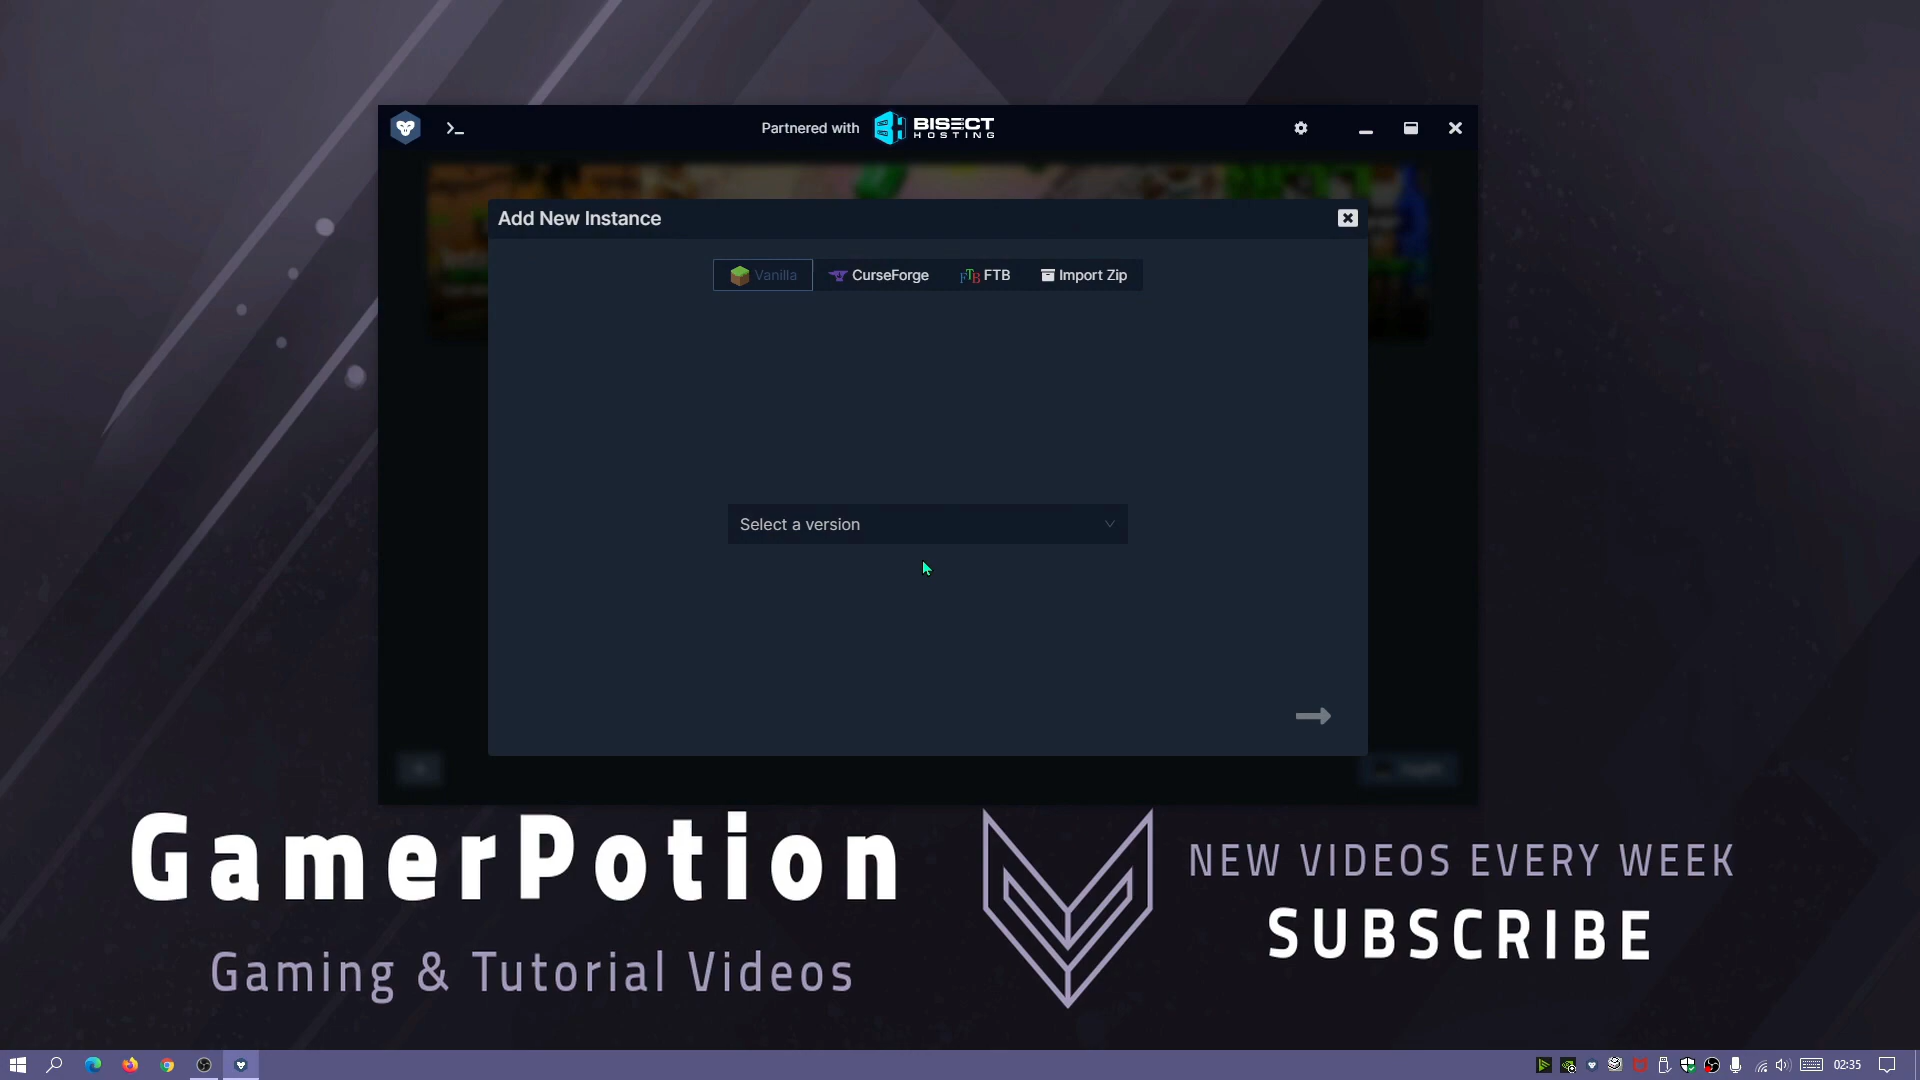 Partnered with BISECT HOSTING
Add New Instance
Vanilla CurseForge FTB Import Zip
Select a version
GamerPotion
Gaming & Tutorial Videos
NEW VIDEOS EVERY WEEK
SUBSCRIBE
02:35